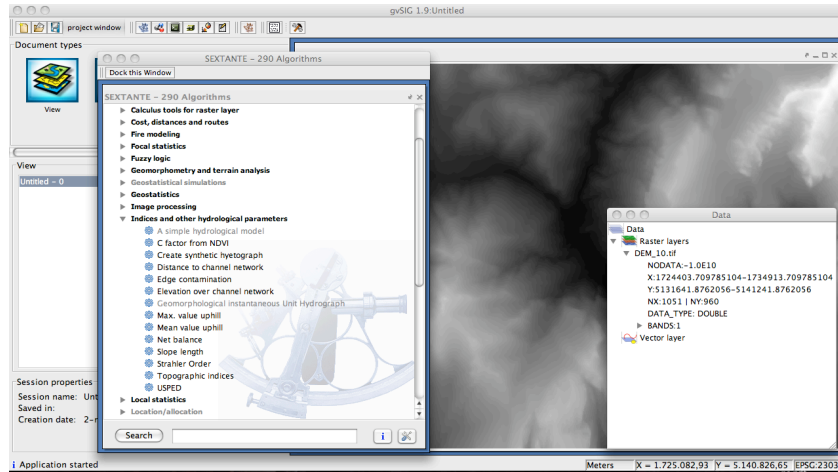 gvSIG 1.9:Untitled
project window
Document types
View
View
Untitled - 0
Session properties
Session name: Unt
Saved in:
Creation date: 2-r
Application started
SEXTANTE - 290 Algorithms
Dock this Window
SEXTANTE - 290 Algorithms
Calculus tools for raster layer
Cost, distances and routes
Fire modeling
Focal statistics
Fuzzy logic
Geomorphometry and terrain analysis
Geostatistical simulations
Geostatistics
Image processing
Indices and other hydrological parameters
A simple hydrological model
C factor from NDVI
Create synthetic hyetograph
Distance to channel network
Edge contamination
Elevation over channel network
Geomorphological instantaneous Unit Hydrograph
Max. value uphill
Mean value uphill
Net balance
Slope length
Strahler Order
Topographic indices
USPED
Local statistics
Location/allocation
Search
Data
Data
Raster layers
DEM_10.tif
NODATA:-1.0E10
X:1724403.709785104-1734913.709785104
Y:5131641.8762056-5141241.8762056
NX:1051 | NY:960
DATA_TYPE: DOUBLE
BANDS:1
Vector layer
Meters X = 1.725.082,93 Y = 5.140.826,65 EPSG:2303